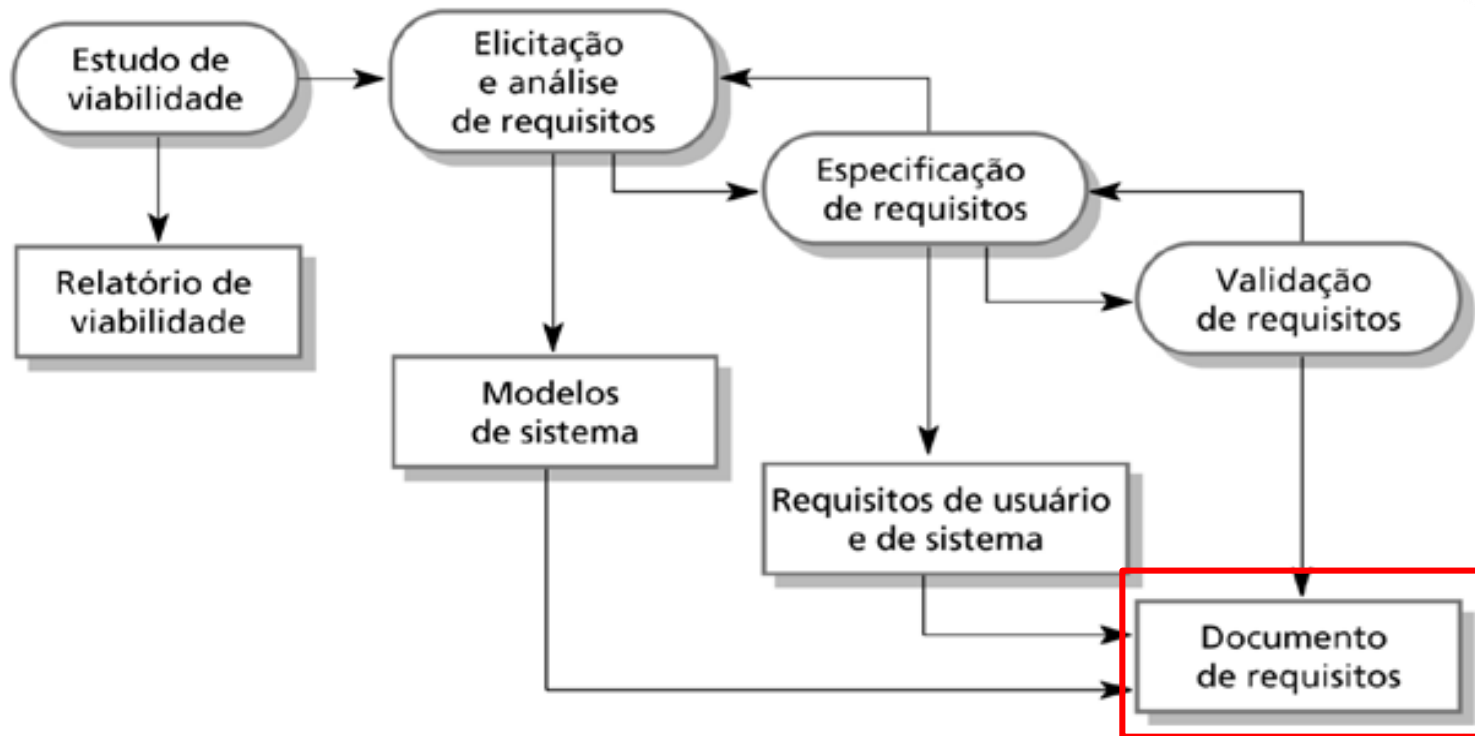 Estudo de
viabilidade
Elicitação
e análise
de requisitos
Especificação
de requisitos
Validação
de requisitos
Relatório de
viabilidade
Modelos
de sistema
Requisitos de usuário
e de sistema
Documento
de requisitos